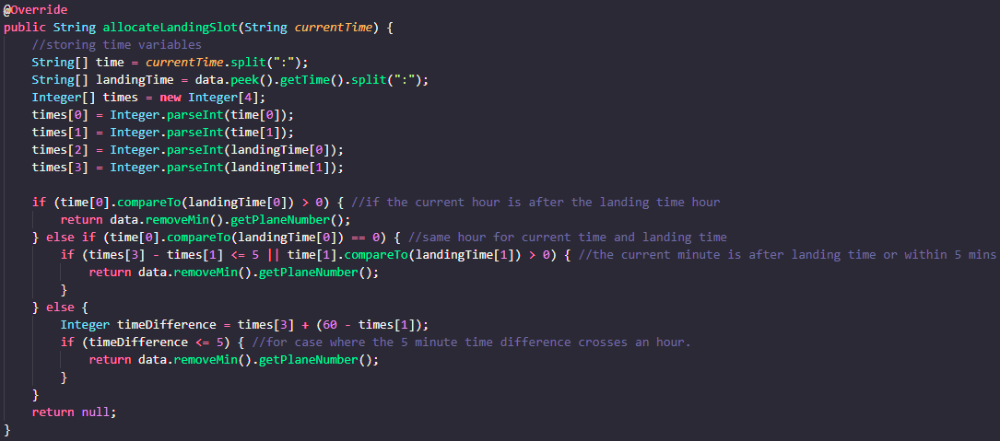 @Override
public String allocateLandingSlot(String currentTime) {
    //storing time variables
    String[] time = currentTime.split(":");
    String[] landingTime = data.peek().getTime().split(":");
    Integer[] times = new Integer[4];
    times[0] = Integer.parseInt(time[0]);
    times[1] = Integer.parseInt(time[1]);
    times[2] = Integer.parseInt(landingTime[0]);
    times[3] = Integer.parseInt(landingTime[1]);

    if (time[0].compareTo(landingTime[0]) > 0) { //if the current hour is after the landing time hour
        return data.removeMin().getPlaneNumber();
    } else if (time[0].compareTo(landingTime[0]) == 0) { //same hour for current time and landing time
        if (times[3] - times[1] <= 5 || time[1].compareTo(landingTime[1]) > 0) { //the current minute is after landing time or within 5 mins
            return data.removeMin().getPlaneNumber();
        }
    } else {
        Integer timeDifference = times[3] + (60 - times[1]);
        if (timeDifference <= 5) { //for case where the 5 minute time difference crosses an hour.
            return data.removeMin().getPlaneNumber();
        }
    }
    return null;
}